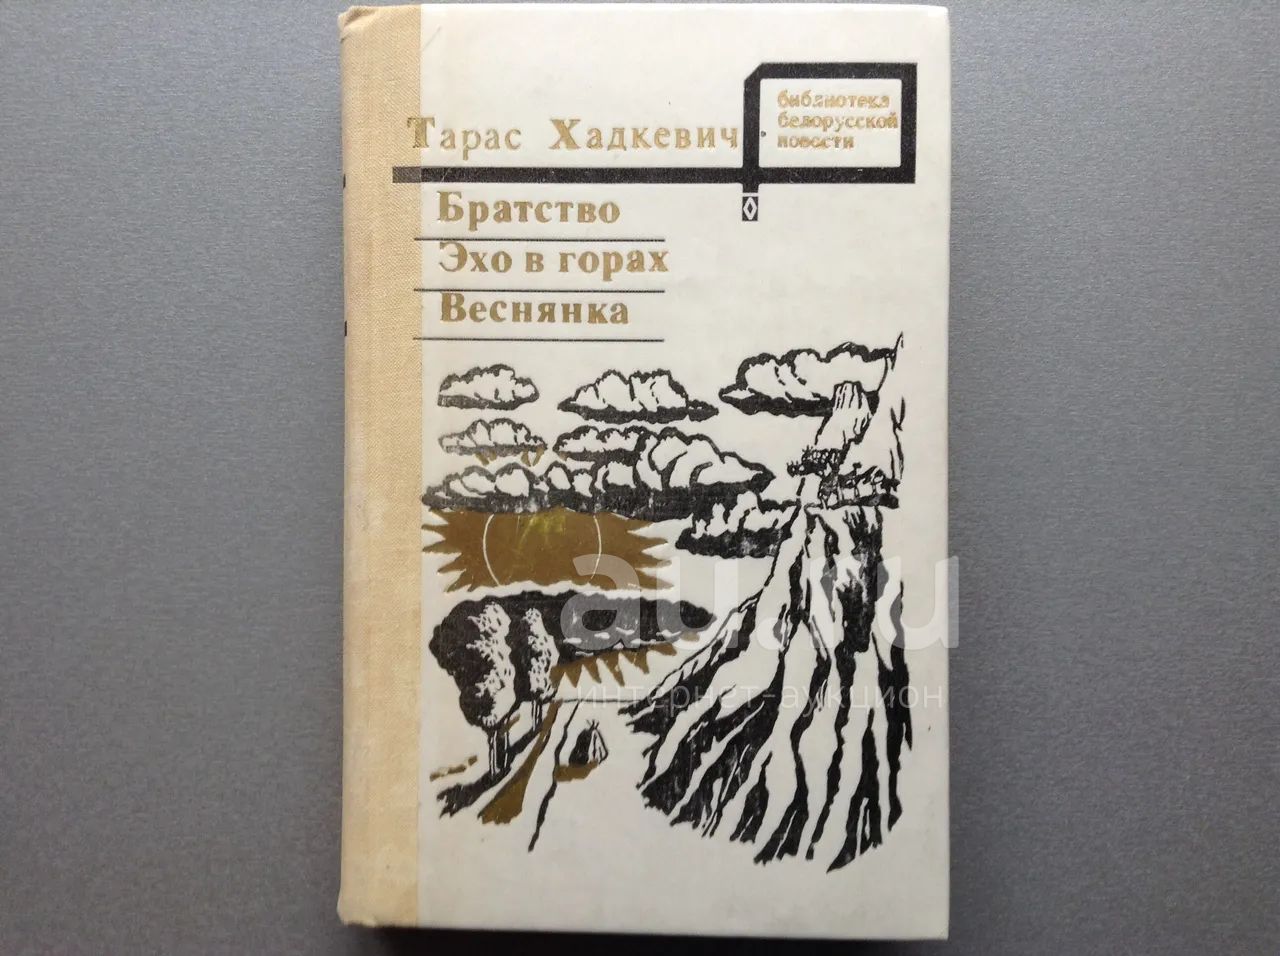 библиотека
белорусской
повести
Тарас Хадкевич
Братство
Эхо в горах
Веснянка
au.ru
интернет-аукцион